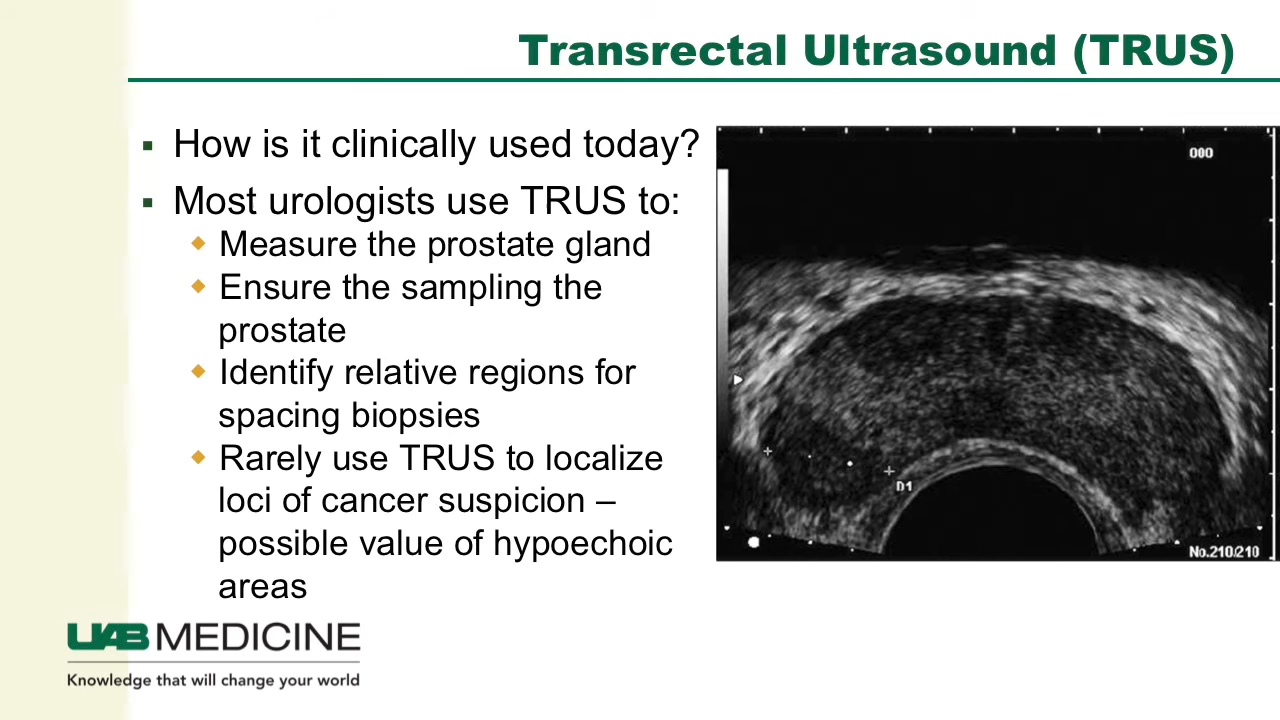 Transrectal Ultrasound (TRUS)
How is it clinically used today?
Most urologists use TRUS to:
Measure the prostate gland
Ensure the sampling the
prostate
Identify relative regions for
spacing biopsies
Rarely use TRUS to localize
loci of cancer suspicion –
possible value of hypoechoic
areas
000
D1
No.210/210
UAB MEDICINE
Knowledge that will change your world